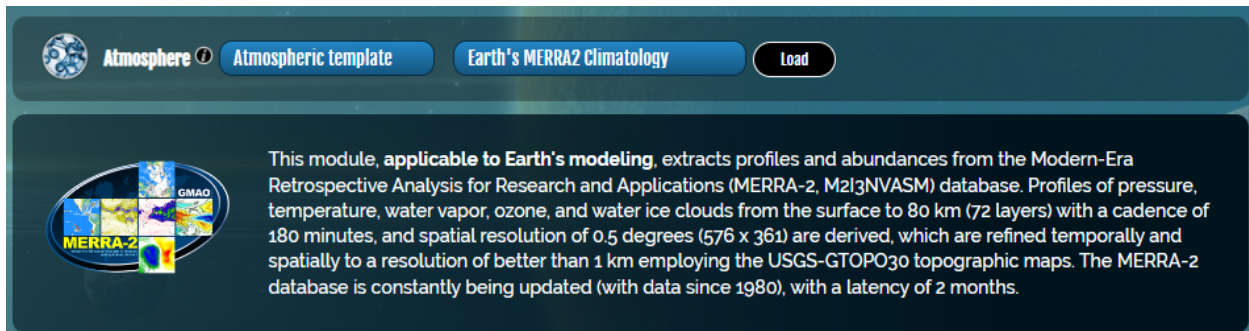 Atmosphere i Atmospheric template Earth's MERRA2 Climatology Load
This module, applicable to Earth's modeling, extracts profiles and abundances from the Modern-Era
GMAO
Retrospective Analysis for Research and Applications (MERRA-2, M2I3NVASM) database. Profiles of pressure,
temperature, water vapor, ozone, and water ice clouds from the surface to 80 km (72 layers) with a cadence of
MERRA-2
180 minutes, and spatial resolution of 0.5 degrees (576 x 361) are derived, which are refined temporally and
spatially to a resolution of better than 1 km employing the USGS-GTOPO30 topographic maps. The MERRA-2
database is constantly being updated (with data since 1980), with a latency of 2 months.